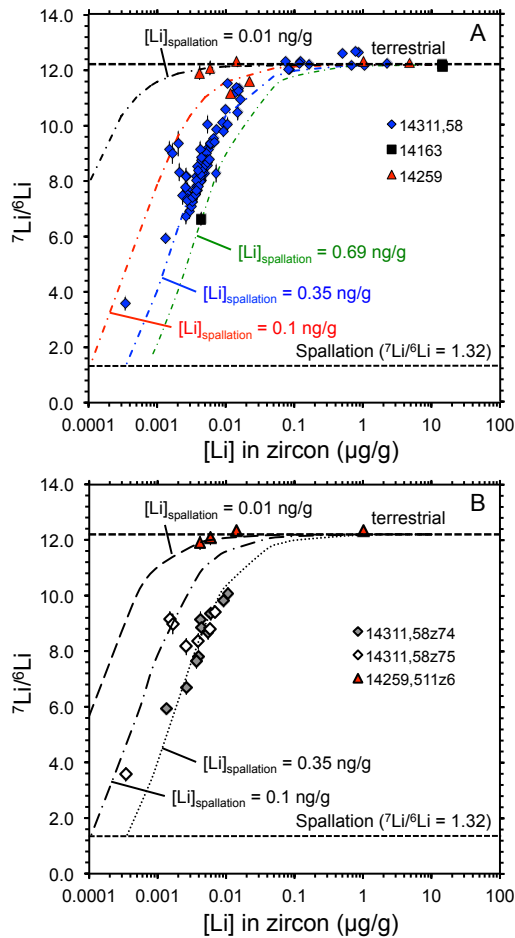 A
[Li]spallation = 0.01 ng/g
terrestrial
14.0
12.0
10.0
8.0
6.0
4.0
2.0
0.0
⁷Li/⁶Li
14311,58
14163
14259
[Li]spallation = 0.69 ng/g
[Li]spallation = 0.35 ng/g
[Li]spallation = 0.1 ng/g
Spallation (⁷Li/⁶Li = 1.32)
0.0001 0.001 0.01 0.1 1 10 100
[Li] in zircon (µg/g)
B
[Li]spallation = 0.01 ng/g
terrestrial
14.0
12.0
10.0
8.0
6.0
4.0
2.0
0.0
⁷Li/⁶Li
14311,58z74
14311,58z75
14259,511z6
[Li]spallation = 0.35 ng/g
[Li]spallation = 0.1 ng/g
Spallation (⁷Li/⁶Li = 1.32)
0.0001 0.001 0.01 0.1 1 10 100
[Li] in zircon (µg/g)